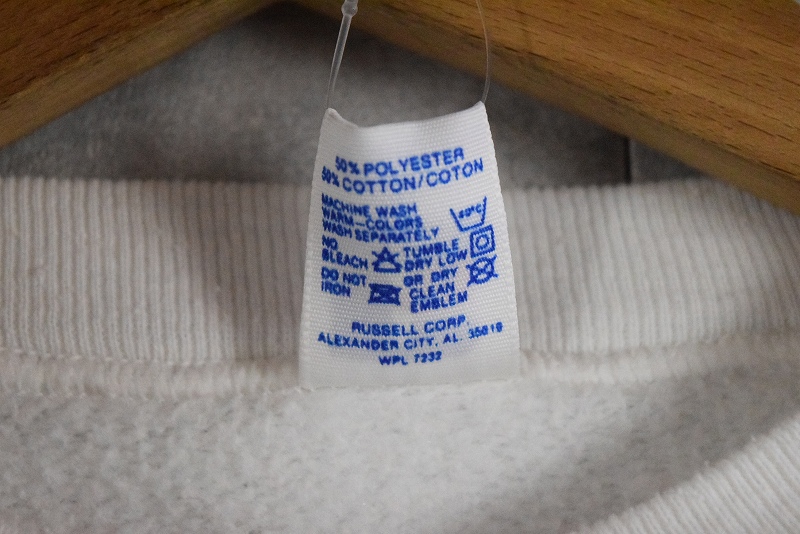 50% POLYESTER
50% COTTON/COTON
MACHINE WASH
WARM-COLORS
WASH SEPARATELY
40°C
NO
BLEACH
TUMBLE
DRY LOW
DO NOT
IRON
OR DRY
CLEAN
EMBLEM
RUSSELL CORP.
ALEXANDER CITY, AL. 35010
WPL 7232